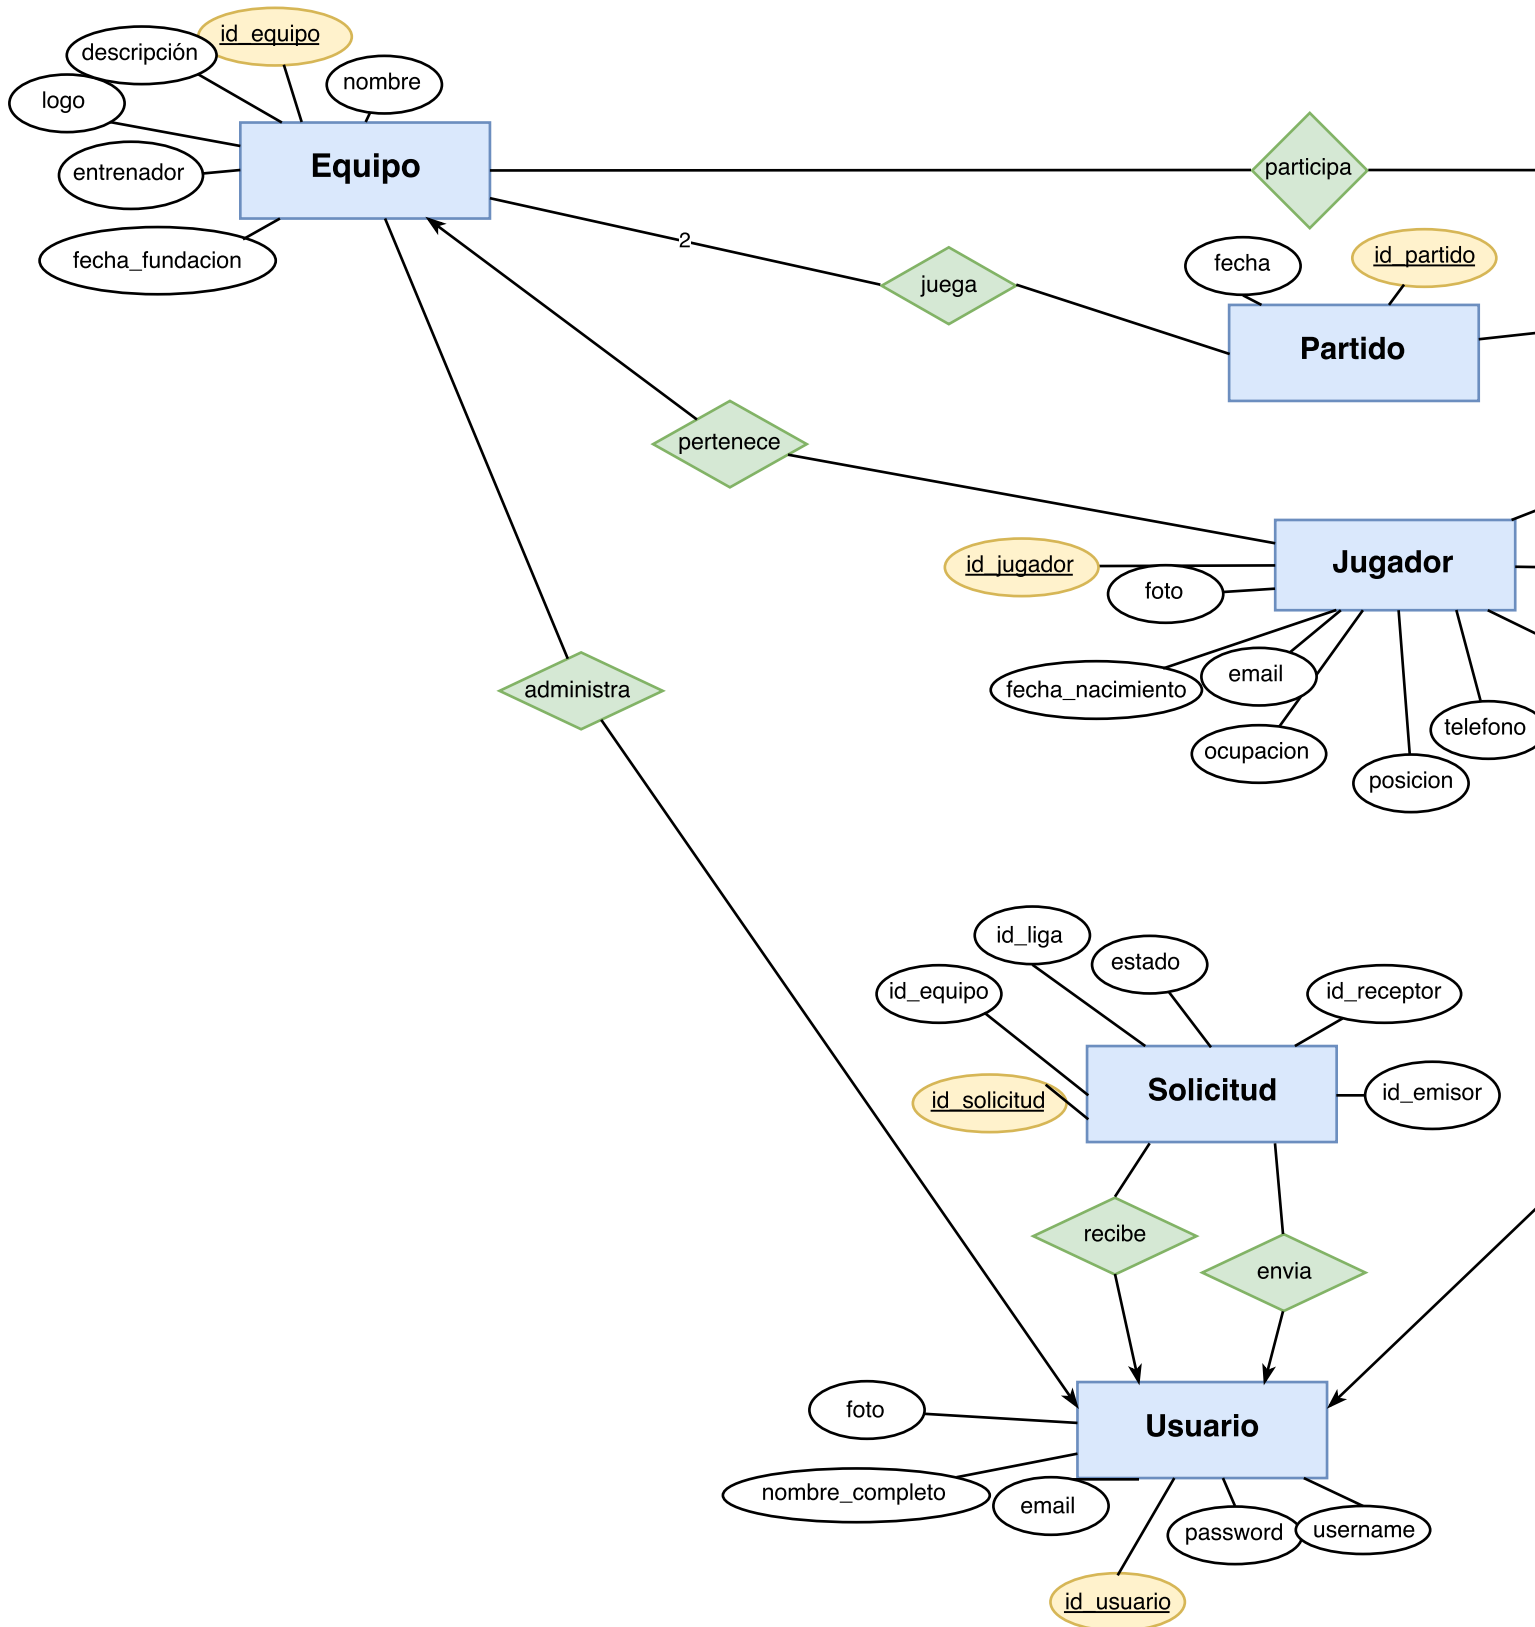 id_equipo
descripción
nombre
logo
Equipo
participa
entrenador
fecha_fundacion
2
juega
fecha
id_partido
Partido
pertenece
id_jugador
Jugador
foto
fecha_nacimiento
email
administra
ocupacion
telefono
posicion
id_liga
estado
id_equipo
id_receptor
id_solicitud
Solicitud
id_emisor
recibe
envia
foto
Usuario
nombre_completo
email
password
username
id_usuario